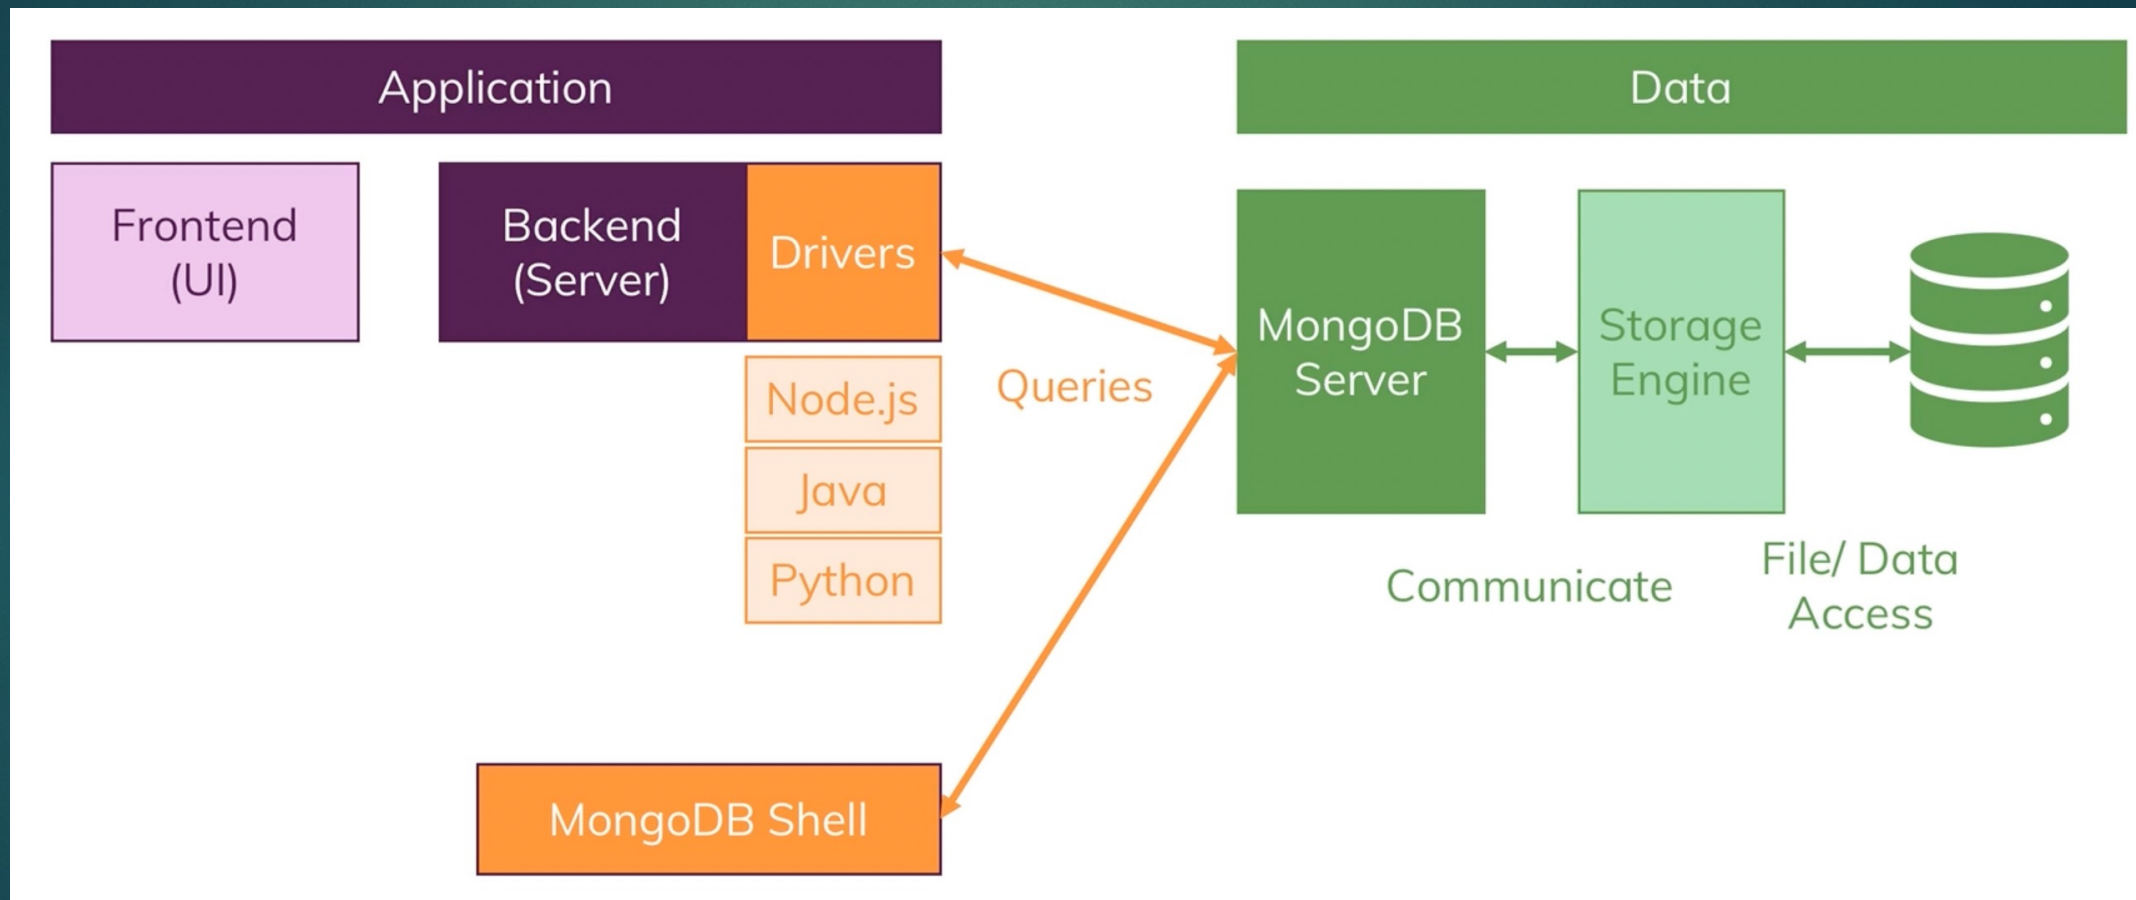 Application
Data
Frontend
(UI)
Backend
(Server)
Drivers
Node.js
Java
Python
Queries
MongoDB
Server
Storage
Engine
Communicate
File/ Data
Access
MongoDB Shell